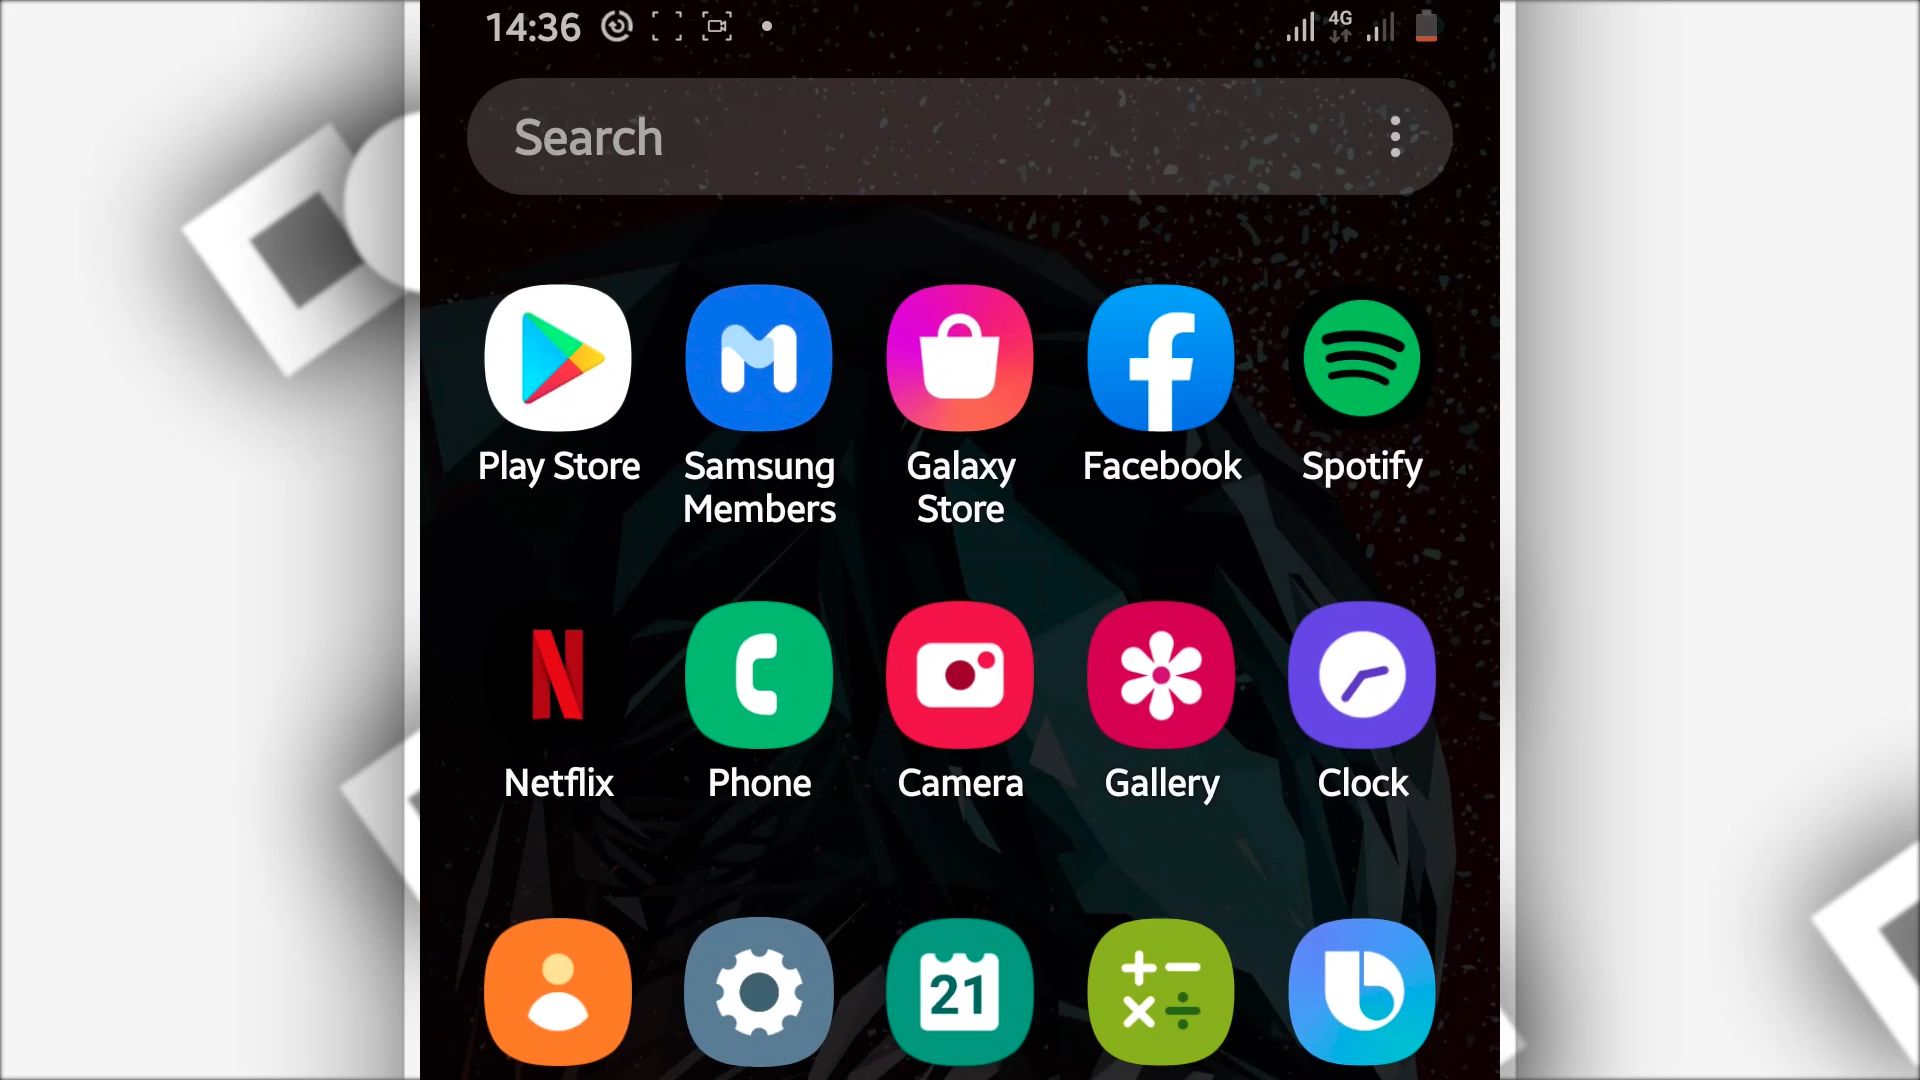 14:36
4G
Search
Play Store
Samsung
Members
Galaxy
Store
Facebook
Spotify
Netflix
Phone
Camera
Gallery
Clock
21